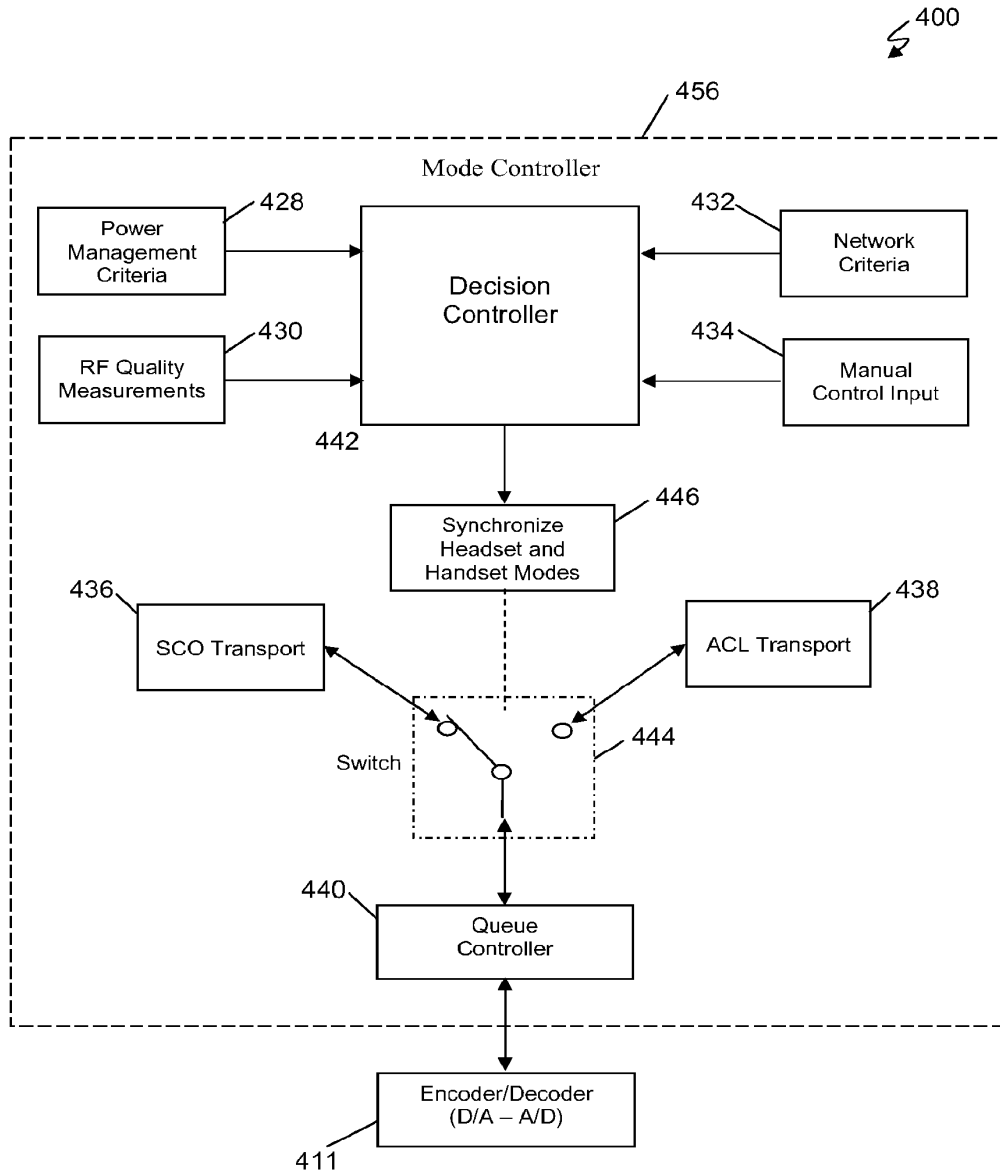 400
456
Mode Controller
428
Power
Management
Criteria
Decision
Controller
432
Network
Criteria
430
RF Quality
Measurements
434
Manual
Control Input
442
446
Synchronize
Headset and
Handset Modes
436
SCO Transport
438
ACL Transport
Switch
444
440
Queue
Controller
Encoder/Decoder
(D/A – A/D)
411